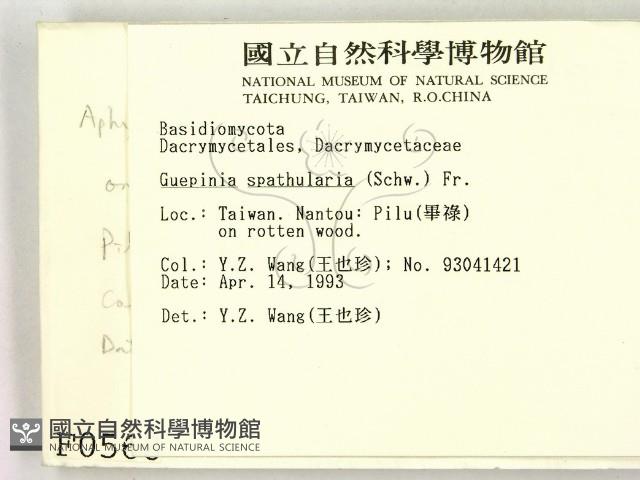 國立自然科學博物館
NATIONAL MUSEUM OF NATURAL SCIENCE
TAICHUNG, TAIWAN, R.O.CHINA
Basidiomycota
Dacrymycetales, Dacrymycetaceae
Guepinia spathularia (Schw.) Fr.
Loc.: Taiwan. Nantou: Pilu(畢祿)
on rotten wood.
Col.: Y.Z. Wang(王也珍); No. 93041421
Date: Apr. 14, 1993
Det.: Y.Z. Wang(王也珍)
on
國立自然科學博物館
NATIONAL MUSEUM OF NATURAL SCIENCE